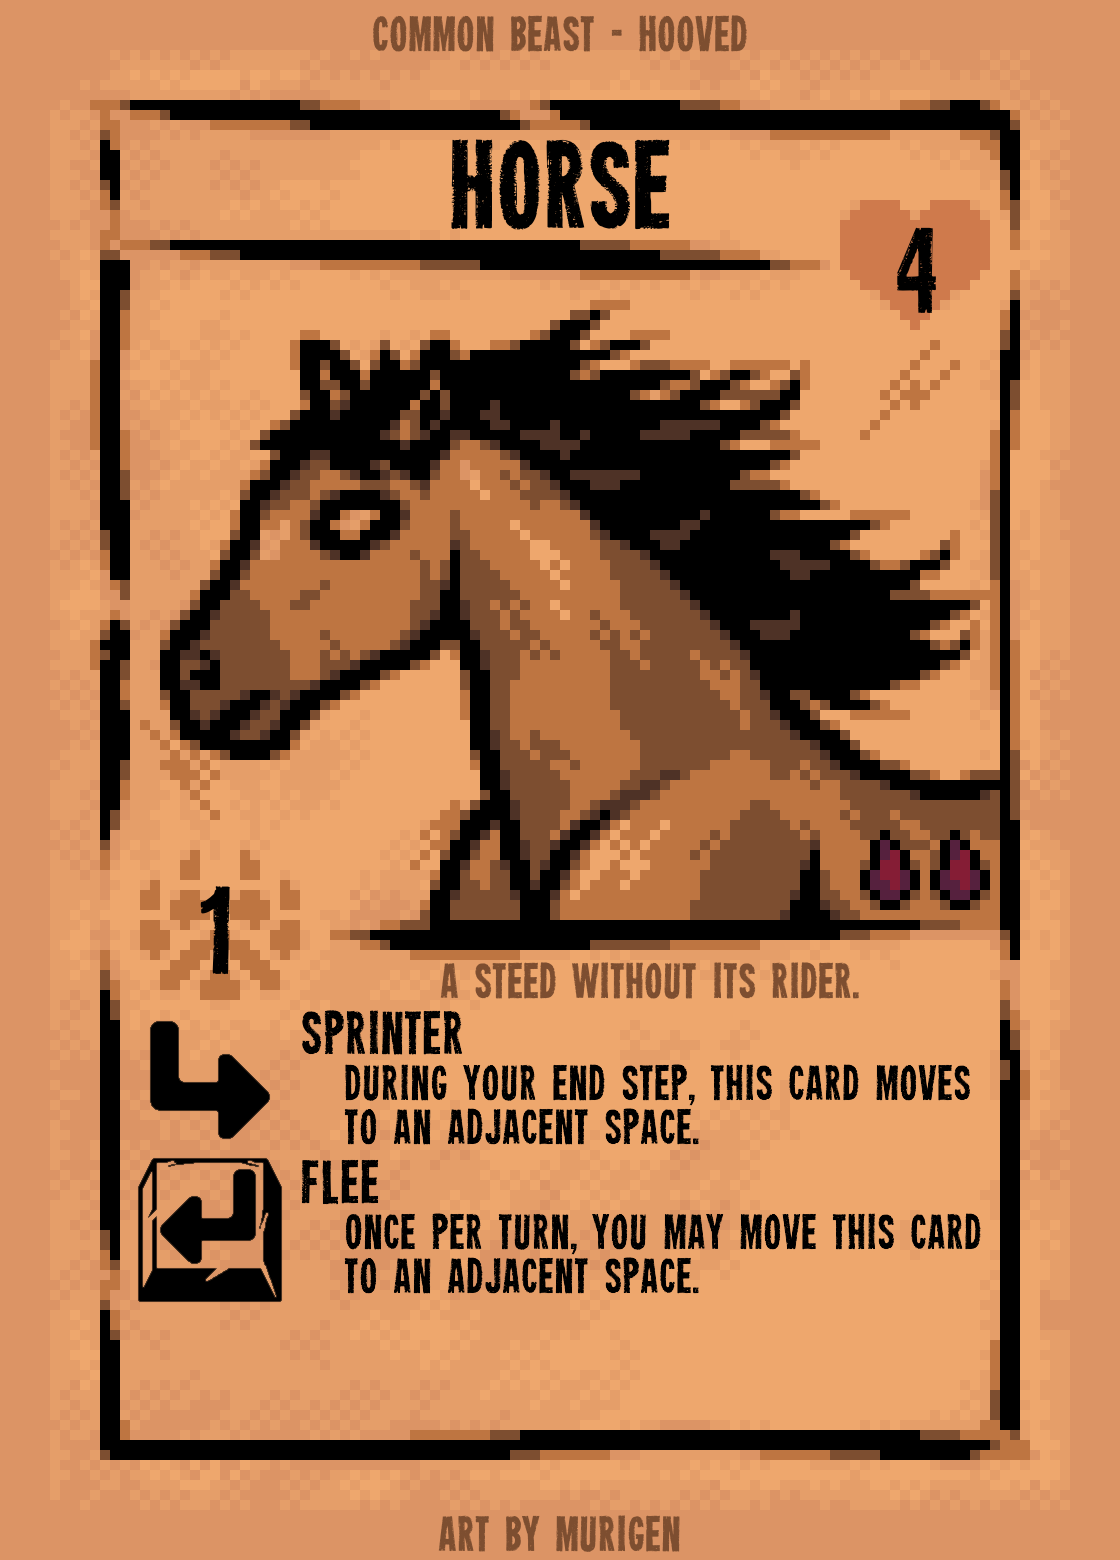 COMMON BEAST - HOOVED
HORSE
4
1
A STEED WITHOUT ITS RIDER.
SPRINTER
DURING YOUR END STEP, THIS CARD MOVES
TO AN ADJACENT SPACE.
FLEE
ONCE PER TURN, YOU MAY MOVE THIS CARD
TO AN ADJACENT SPACE.
ART BY MURIGEN